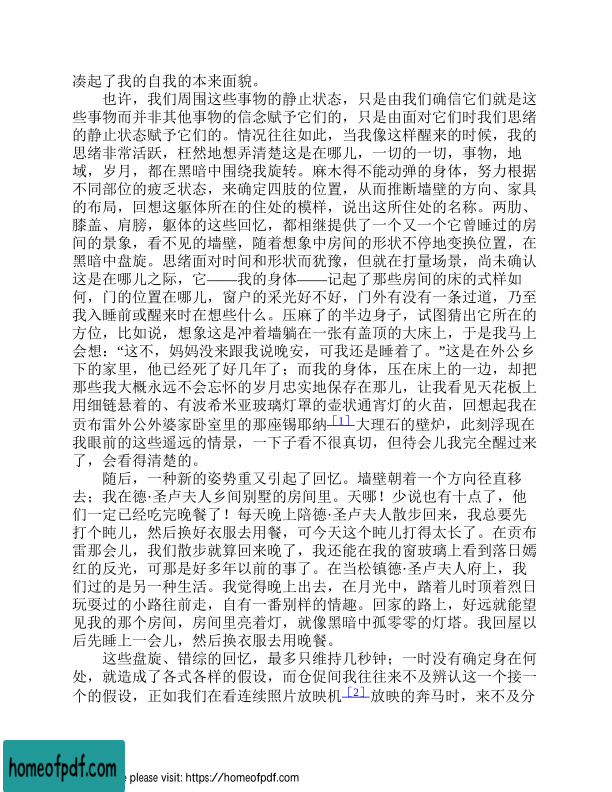 凑起了我的自我的本来面貌。
也许，我们周围这些事物的静止状态，只是由我们确信它们就是这
些事物而并非其他事物的信念赋予它们的，只是由面对它们时我们思绪
的静止状态赋予它们的。情况往往如此，当我像这样醒来的时候，我的
思绪非常活跃，枉然地想弄清楚这是在哪儿，一切的一切，事物，地
域，岁月，都在黑暗中围绕我旋转。麻木得不能动弹的身体，努力根据
不同部位的疲乏状态，来确定四肢的位置，从而推断墙壁的方向、家具
的布局，回想这躯体所在的住处的模样，说出这所住处的名称。两肋、
膝盖、肩膀，躯体的这些回忆，都相继提供了一个又一个它曾睡过的房
间的景象，看不见的墙壁，随着想象中房间的形状不停地变换位置，在
黑暗中盘旋。思绪面对时间和形状而犹豫，但就在打量场景，尚未确认
这是在哪儿之际，它——我的身体——记起了那些房间的床的式样如
何，门的位置在哪儿，窗户的采光好不好，门外有没有一条过道，乃至
我入睡前或醒来时在想些什么。压麻了的半边身子，试图猜出它所在的
方位，比如说，想象这是冲着墙躺在一张有盖顶的大床上，于是我马上
会想：“这不，妈妈没来跟我说晚安，可我还是睡着了。”这是在外公乡
下的家里，他已经死了好几年了；而我的身体，压在床上的一边，却把
那些我大概永远不会忘怀的岁月忠实地保存在那儿，让我看见天花板上
用细链悬着的、有波希米亚玻璃灯罩的壶状通宵灯的火苗，回想起我在
贡布雷外公外婆家卧室里的那座锡耶纳［1］大理石的壁炉，此刻浮现在
我眼前的这些遥远的情景，一下子看不很真切，但待会儿我完全醒过来
了，会看得清楚的。
随后，一种新的姿势重又引起了回忆。墙壁朝着一个方向径直移
去；我在德·圣卢夫人乡间别墅的房间里。天哪！少说也有十点了，他
们一定已经吃完晚餐了！每天晚上陪德·圣卢夫人散步回来，我总要先
打个盹儿，然后换好衣服去用餐，可今天这个盹儿打得太长了。在贡布
雷那会儿，我们散步就算回来晚了，我还能在我的窗玻璃上看到落日嫣
红的反光，可那是好多年以前的事了。在当松镇德·圣卢夫人府上，我
们过的是另一种生活。我觉得晚上出去，在月光中，踏着儿时顶着烈日
玩耍过的小路往前走，自有一番别样的情趣。回家的路上，好远就能望
见我的那个房间，房间里亮着灯，就像黑暗中孤零零的灯塔。我回屋以
后先睡上一会儿，然后换衣服去用晚餐。
这些盘旋、错综的回忆，最多只维持几秒钟；一时没有确定身在何
处，就造成了各式各样的假设，而仓促间我往往来不及辨认这一个接一
个的假设，正如我们在看连续照片放映机［2］放映的奔马时，来不及分
homeofpdf.com
please visit: https://homeofpdf.com